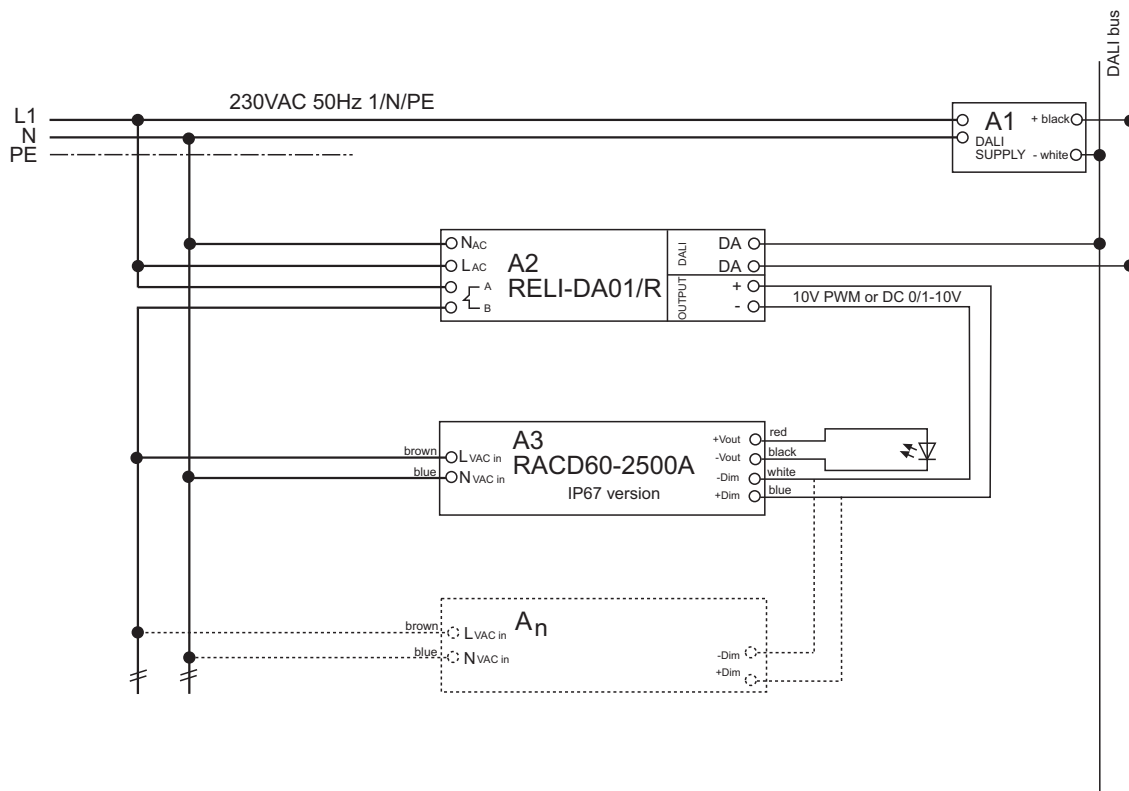 DALI bus
230VAC 50Hz 1/N/PE
L1
N
PE
A1
DALI
SUPPLY
+ black
- white
NAC
LAC
A
B
A2
RELI-DA01/R
DALI
OUTPUT
DA
DA
+
-
10V PWM or DC 0/1-10V
brown
blue
LVAC in
NVAC in
A3
RACD60-2500A
IP67 version
+Vout
-Vout
-Dim
+Dim
red
black
white
blue
brown
blue
LVAC in
NVAC in
An
-Dim
+Dim